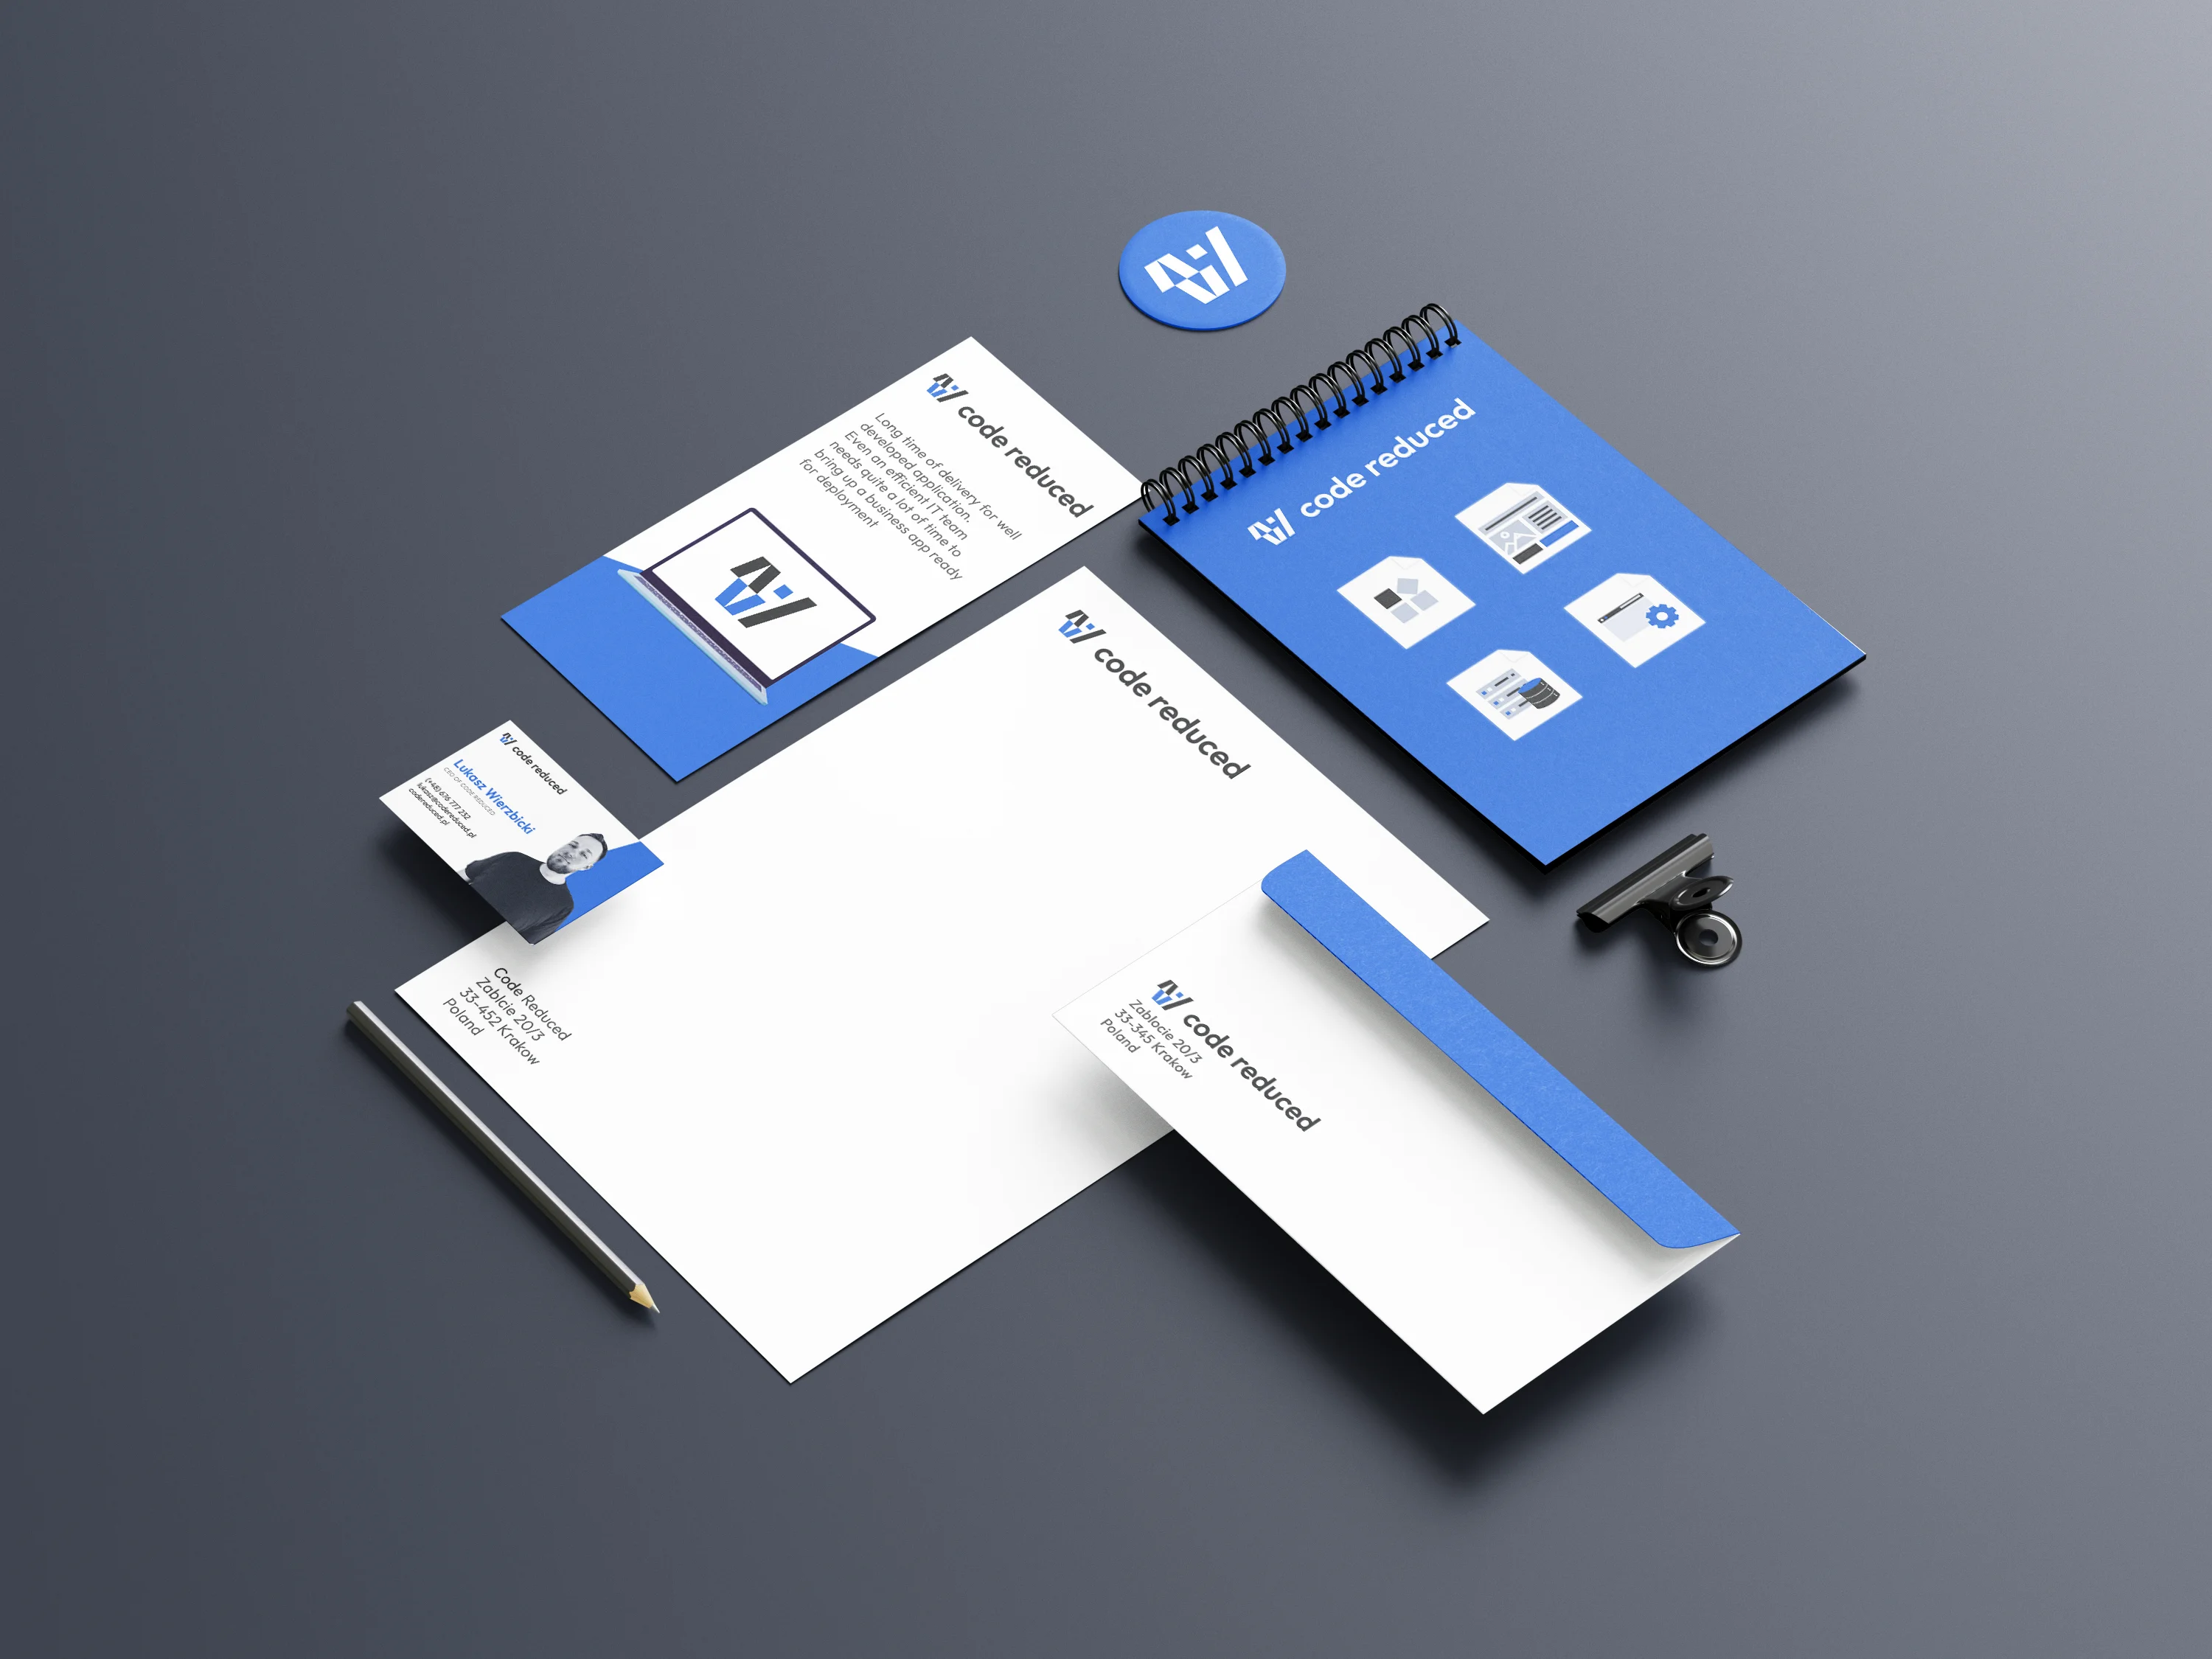 code reduced
Long time of delivery for well
developed application.
Even an efficient IT team
needs quite a lot of time to
bring up a business app ready
for deployment
code reduced
code reduced
Lukasz Wierzbicki
CEO OF CODE REDUCED
(+48) 676 777 232
lukasz@codereduced.pl
codereduced.pl
code reduced
Code Reduced
Zablcie 20/3
33-452 Krakow
Poland
code reduced
Zablocie 20/3
33-345 Krakow
Poland